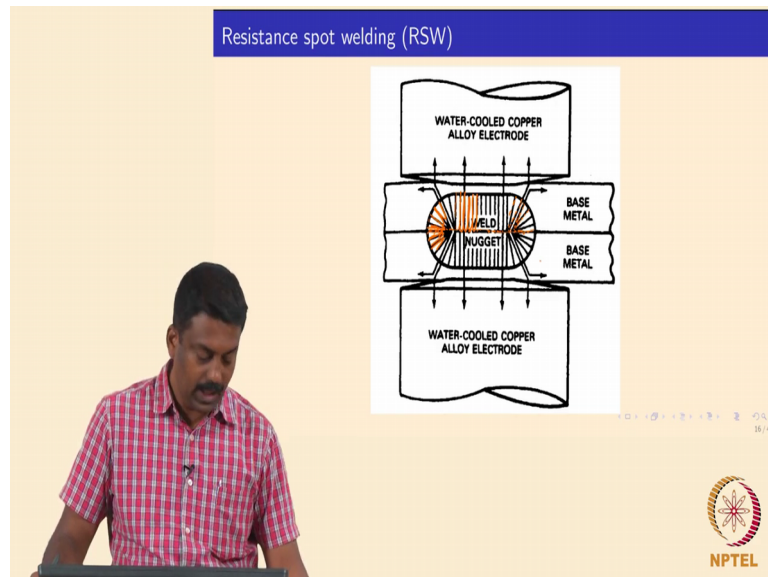 Resistance spot welding (RSW)
WATER-COOLED COPPER
ALLOY ELECTRODE
BASE
METAL
WELD
NUGGET
BASE
METAL
WATER-COOLED COPPER
ALLOY ELECTRODE
NPTEL